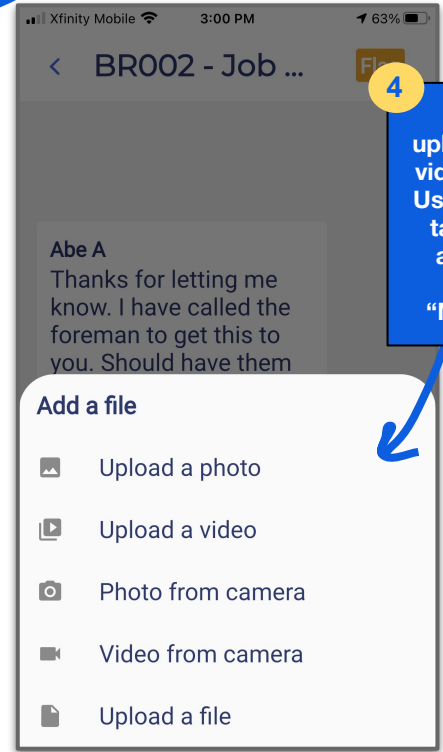 Xfinity Mobile 3:00 PM 63%
< BR002 - Job ...
4
Abe A
Thanks for letting me
know. I have called the
foreman to get this to
you. Should have them
Add a file
Upload a photo
Upload a video
Photo from camera
Video from camera
Upload a file